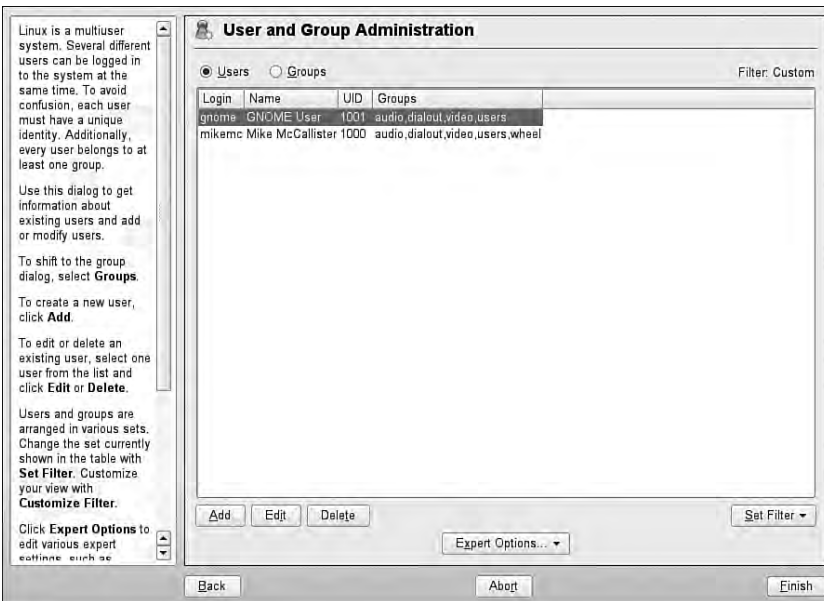 Linux is a multiuser
system. Several different
users can be logged in
to the system at the
same time. To avoid
confusion, each user
must have a unique
identity. Additionally,
every user belongs to at
least one group.
Use this dialog to get
information about
existing users and add
or modify users.
To shift to the group
dialog, select Groups.
To create a new user,
click Add.
To edit or delete an
existing user, select one
user from the list and
click Edit or Delete.
Users and groups are
arranged in various sets.
Change the set currently
shown in the table with
Set Filter. Customize
your view with
Customize Filter.
Click Expert Options to
edit various expert
settings, such as
User and Group Administration
Users Groups Filter: Custom
Login Name UID Groups
gnome GNOME User 1001 audio,dialout,video,users
mikemc Mike McCallister 1000 audio,dialout,video,users,wheel
Add Edit Delete Set Filter
Expert Options...
Back Abort Finish